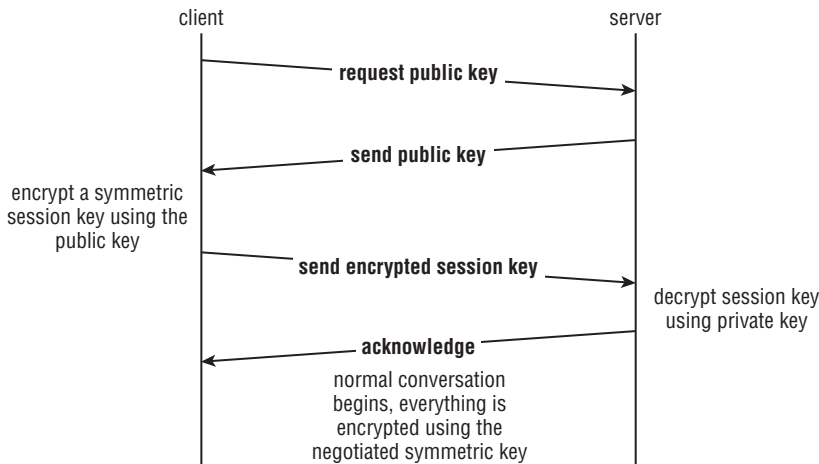 client
server
request public key
send public key
encrypt a symmetric
session key using the
public key
send encrypted session key
decrypt session key
using private key
acknowledge
normal conversation
begins, everything is
encrypted using the
negotiated symmetric key